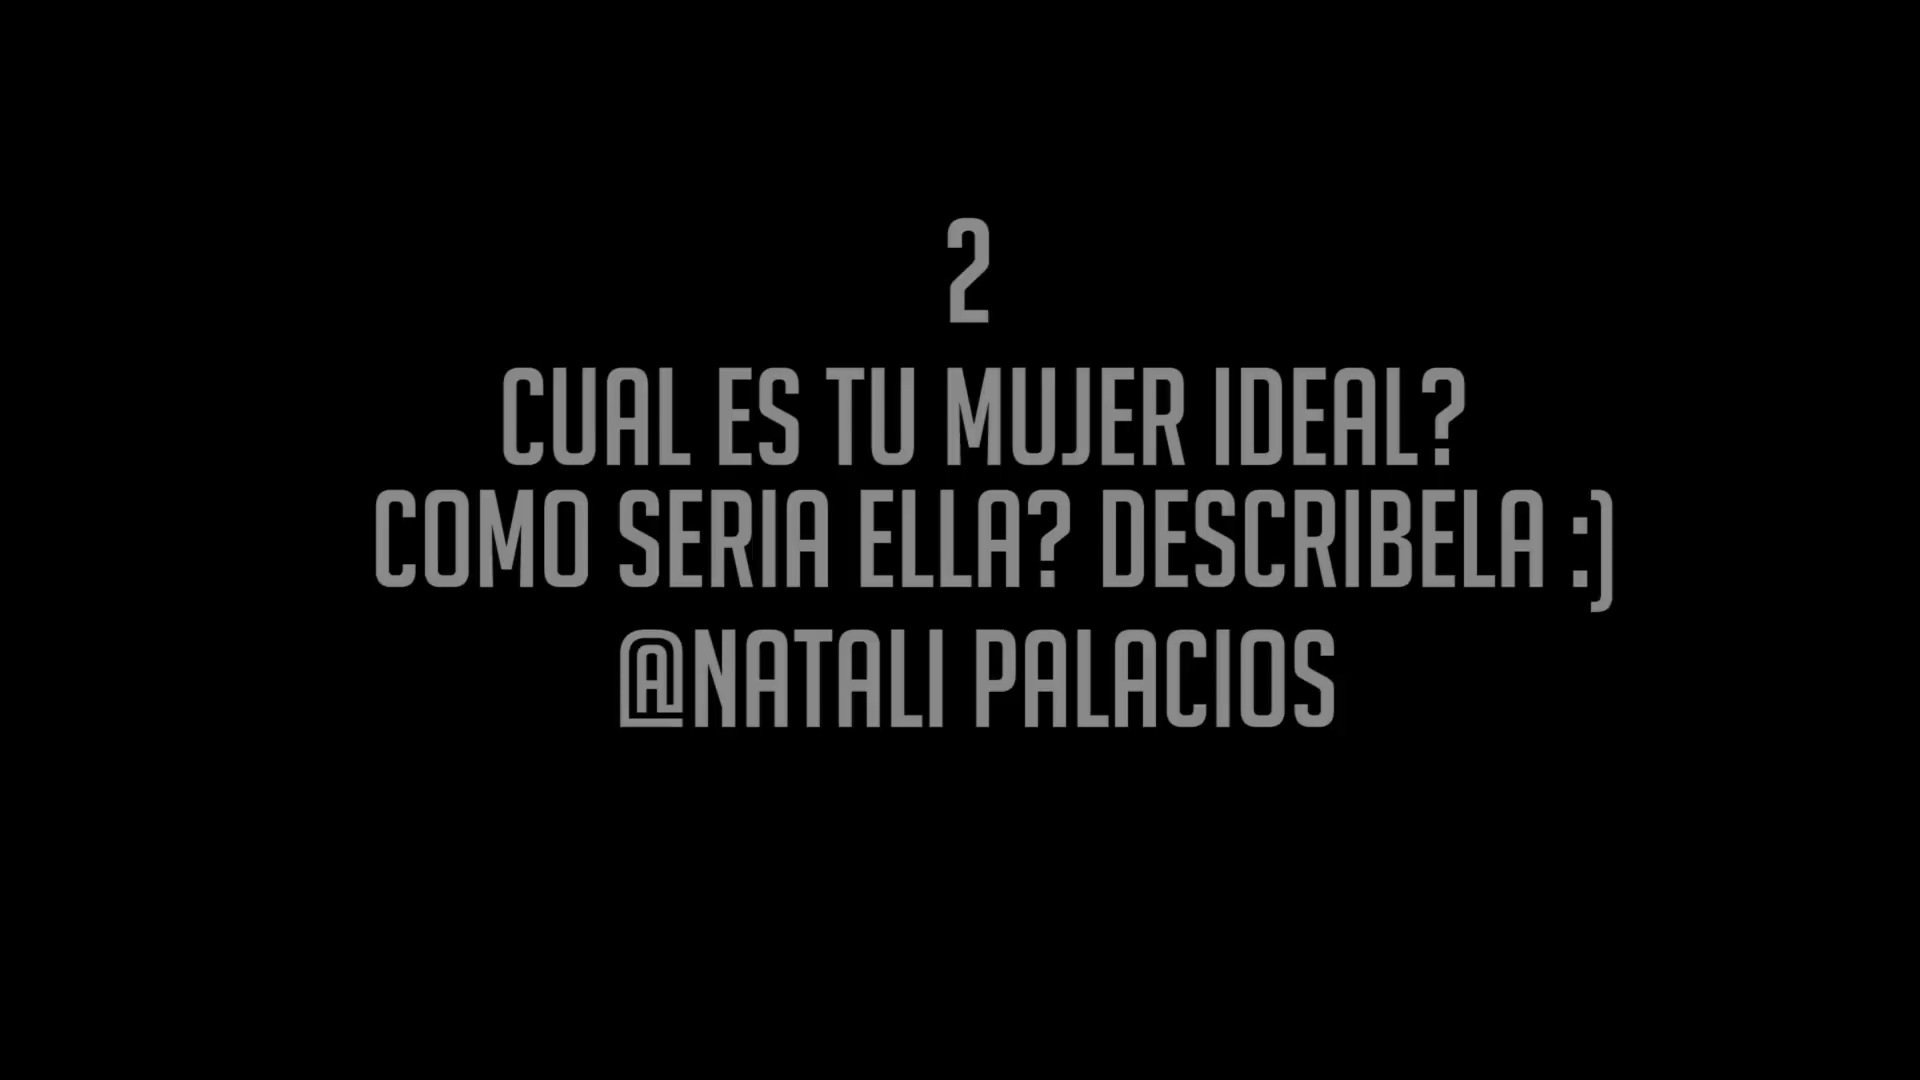 2
CUAL ES TU MUJER IDEAL?
COMO SERIA ELLA? DESCRIBELA :)
@NATALI PALACIOS